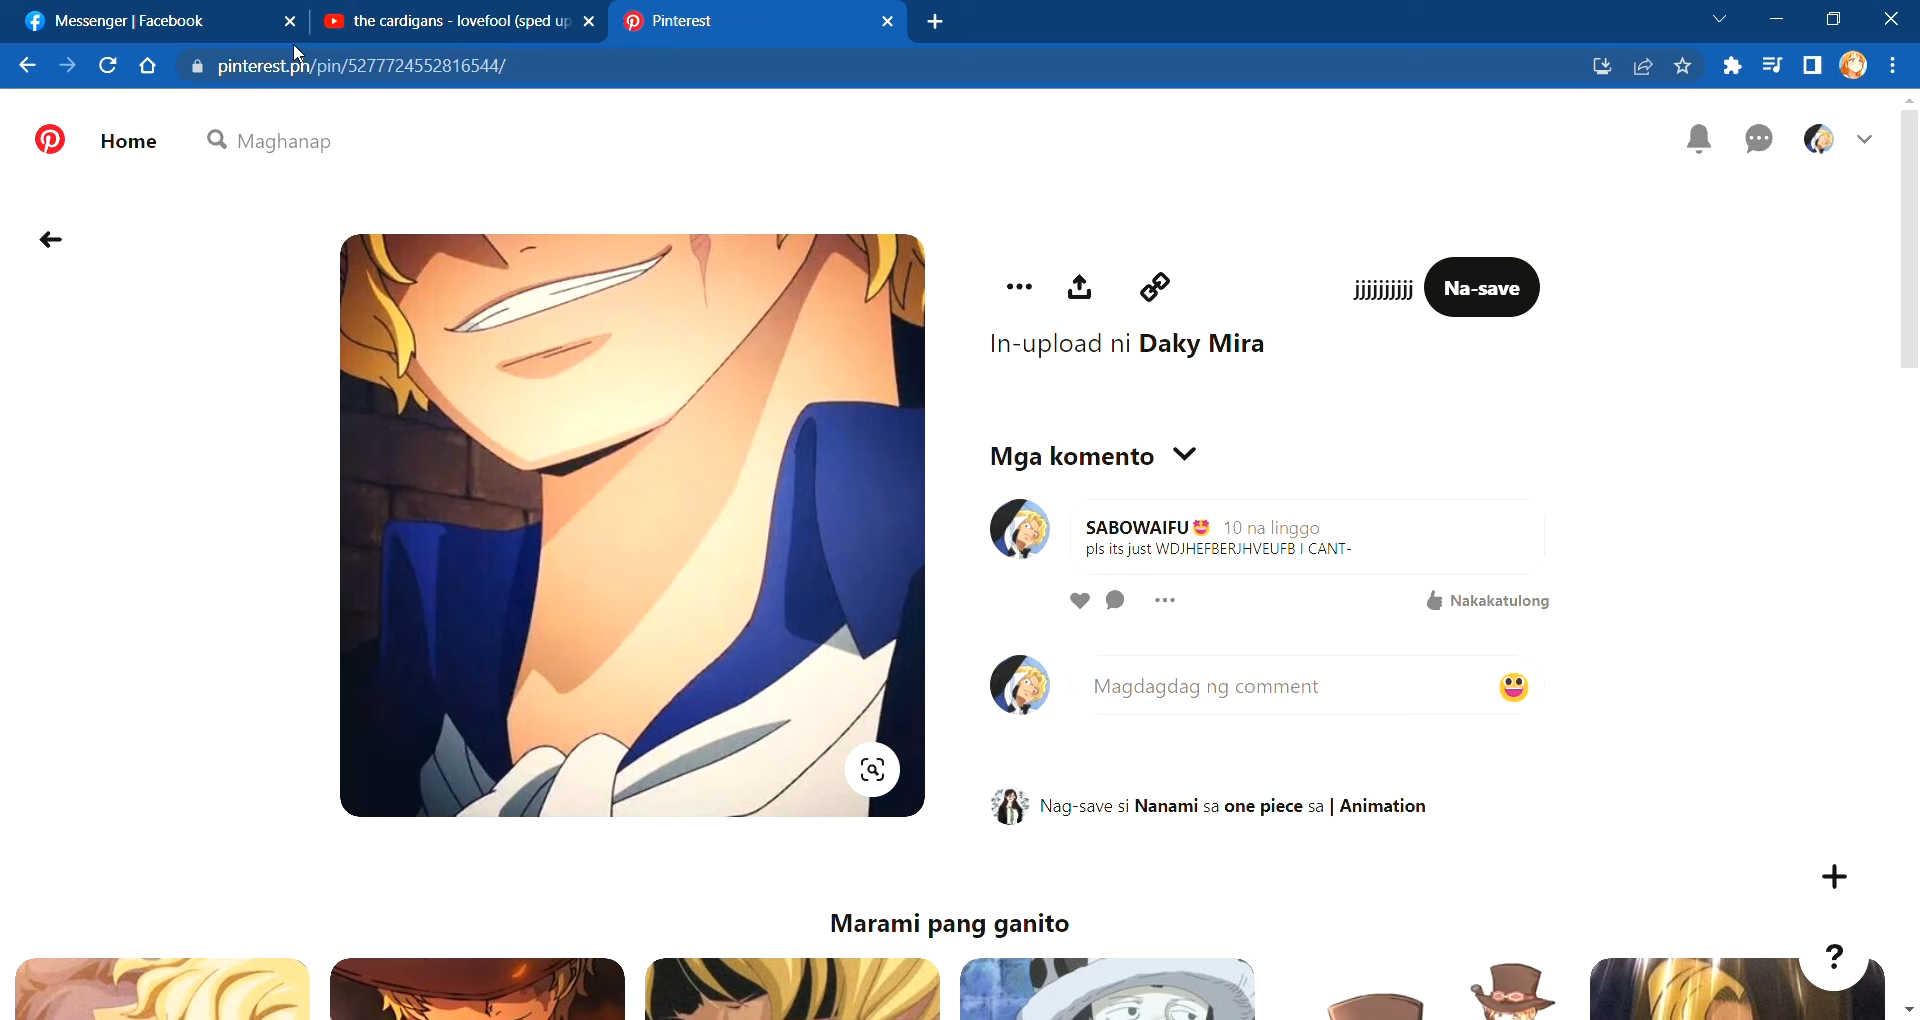 Messenger | Facebook
the cardigans - lovefool (sped up
Pinterest
pinterest.ph/pin/5277724552816544/
Home
Maghanap
jjjjjjjjjj
Na-save
In-upload ni Daky Mira
Mga komento
SABOWAIFU🤩 10 na linggo
pls its just WDJHEFBERJHVEUFB I CANT-
Nakakatulong
Magdagdag ng comment
Nag-save si Nanami sa one piece sa | Animation
Marami pang ganito
?